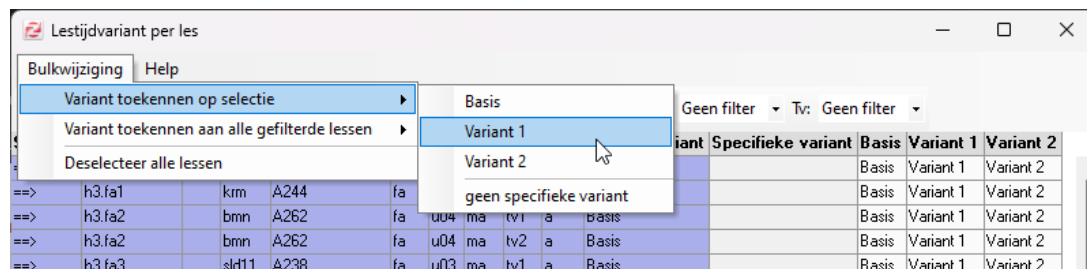 Lestijdvariant per les
Bulkwijziging Help
Variant toekennen op selectie
Variant toekennen aan alle gefilterde lessen
Deselecteer alle lessen
Basis
Variant 1
Variant 2
geen specifieke variant
Geen filter Tv: Geen filter
iant Specifieke variant Basis Variant 1 Variant 2
Basis Variant 1 Variant 2
==> h3.fa1 krm A244 fa Basis Variant 1 Variant 2
==> h3.fa2 bmn A262 fa u04 ma tv1 a Basis Basis Variant 1 Variant 2
==> h3.fa2 bmn A262 fa u04 ma tv2 a Basis Basis Variant 1 Variant 2
==> h3.fa3 sld11 A238 fa u03 ma tv1 a Basis Basis Variant 1 Variant 2